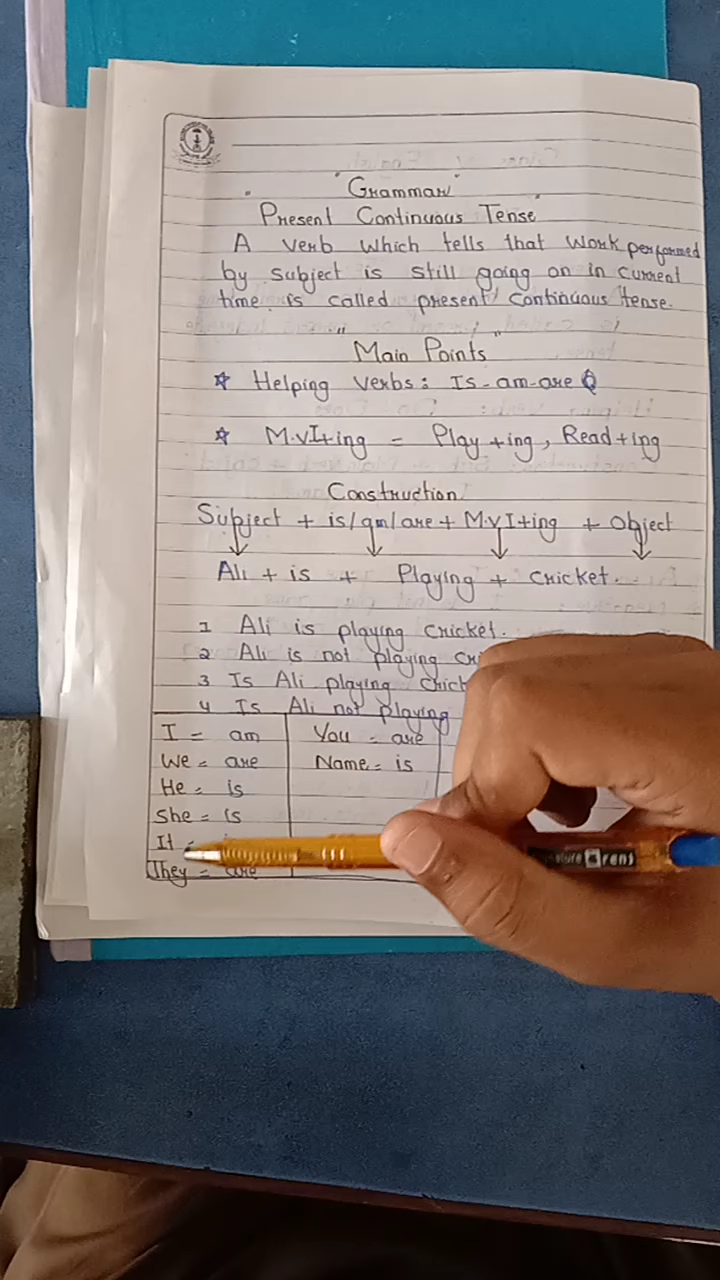 "Grammar"
"Present Continuous Tense"
A verb which tells that work performed
by subject is still going on in current
time is called present continuous tense.
"Main Points"
☆ Helping verbs: Is-am-are
☆ M.vI+ing = Play+ing, Read+ing
Construction
Subject + is/am/are + M.VI+ing + Object
Ali + is + Playing + cricket.
1 Ali is playing cricket.
2 Ali is not playing
3 Is Ali playing
4 Is Ali not playing
I = am You = are
We = are Name = is
He = is
She = is
It =
They = are